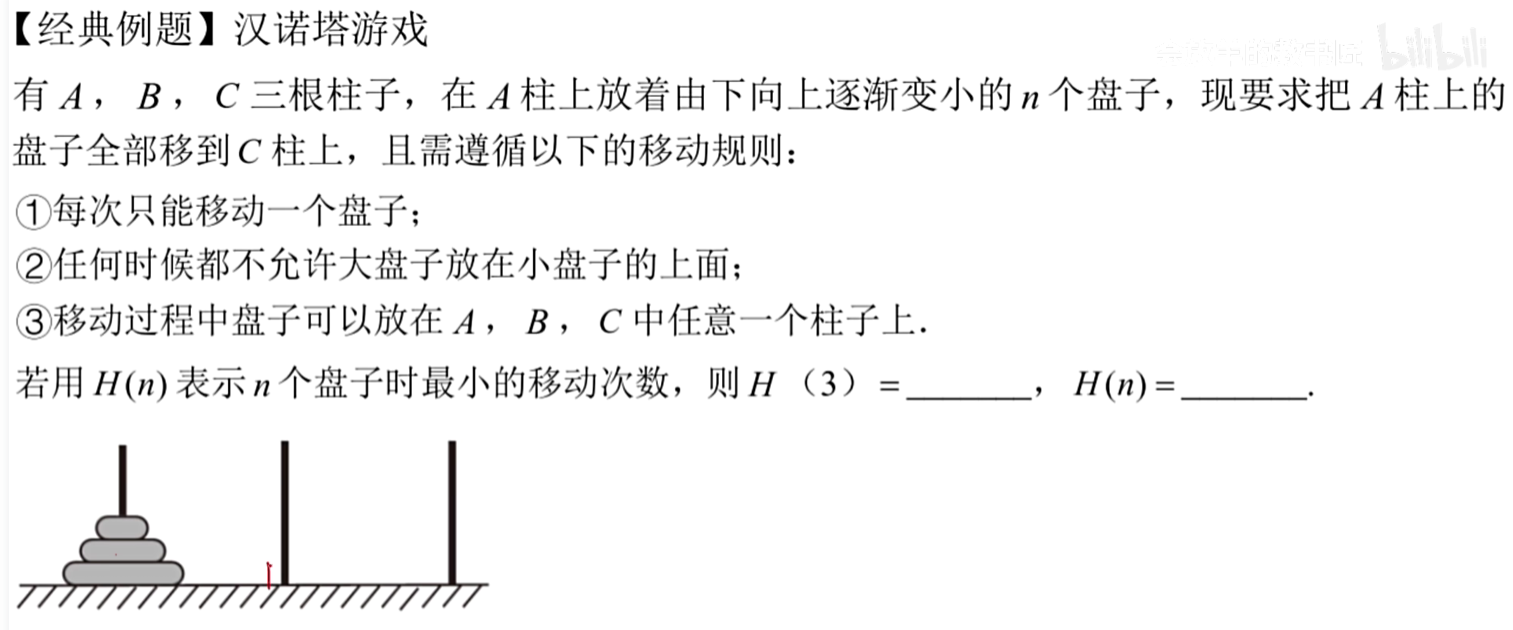 【经典例题】汉诺塔游戏
bilibili
有 A， B， C 三根柱子，在 A 柱上放着由下向上逐渐变小的 n 个盘子，现要求把 A 柱上的
盘子全部移到 C 柱上，且需遵循以下的移动规则：
①每次只能移动一个盘子；
②任何时候都不允许大盘子放在小盘子的上面；
③移动过程中盘子可以放在 A， B， C 中任意一个柱子上．
若用 H(n) 表示 n 个盘子时最小的移动次数，则 H （3）=_______， H(n)=_______.